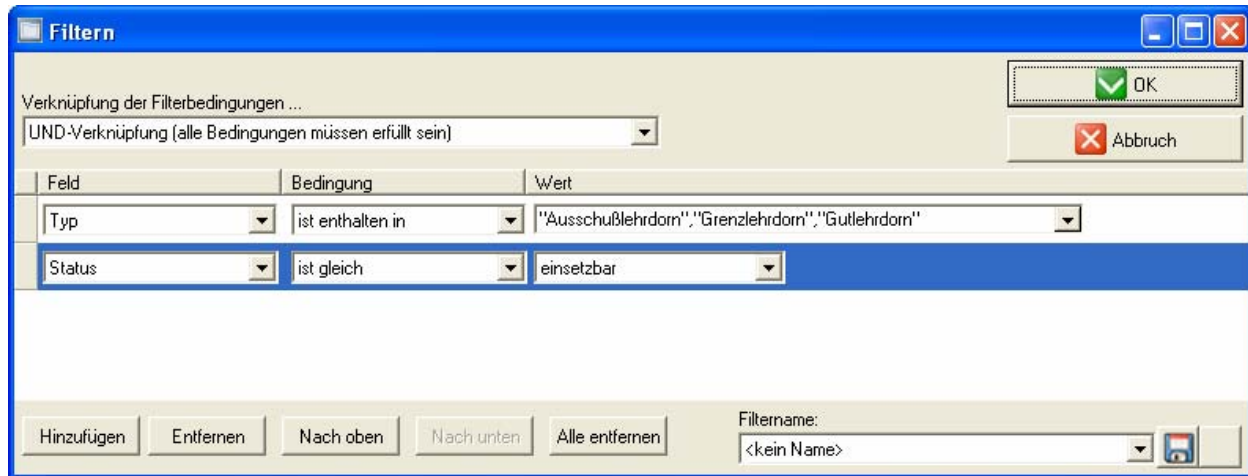 Filtern
Verknüpfung der Filterbedingungen ...
UND-Verknüpfung (alle Bedingungen müssen erfüllt sein)
OK
Abbruch
Feld Bedingung Wert
Typ ist enthalten in "Ausschußlehrdorn","Grenzlehrdorn","Gutlehrdorn"
Status ist gleich einsetzbar
Hinzufügen Entfernen Nach oben Nach unten Alle entfernen
Filtername:
<kein Name>